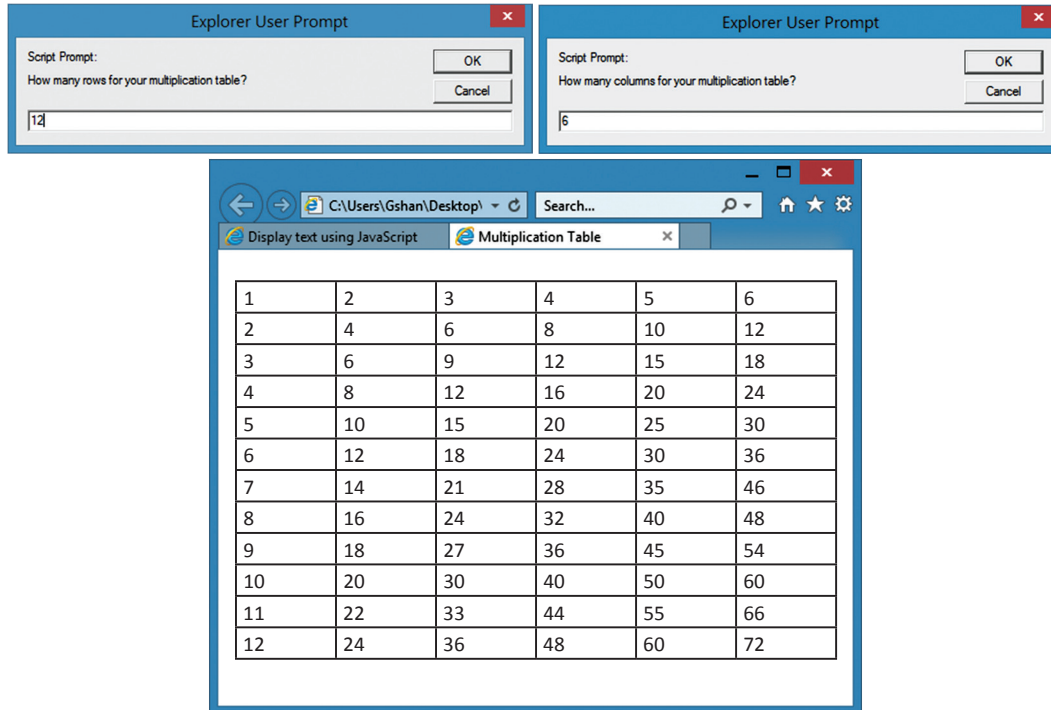 Explorer User Prompt
Script Prompt:
How many rows for your multiplication table?
OK
Cancel
12
Explorer User Prompt
Script Prompt:
How many columns for your multiplication table?
OK
Cancel
6
C:\Users\Gshan\Desktop\ Search...
Display text using JavaScript Multiplication Table
1 2 3 4 5 6
2 4 6 8 10 12
3 6 9 12 15 18
4 8 12 16 20 24
5 10 15 20 25 30
6 12 18 24 30 36
7 14 21 28 35 46
8 16 24 32 40 48
9 18 27 36 45 54
10 20 30 40 50 60
11 22 33 44 55 66
12 24 36 48 60 72